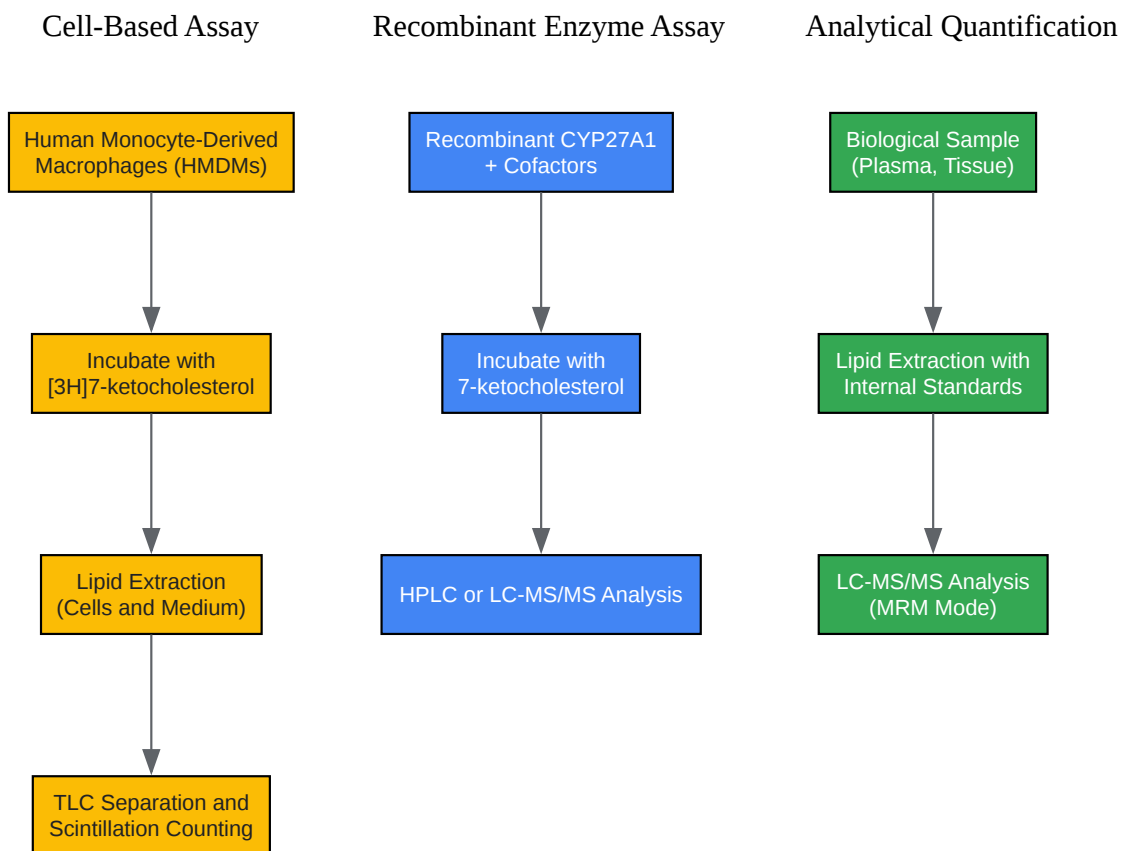 Cell-Based Assay
Human Monocyte-Derived
Macrophages (HMDMs)
Incubate with
[3H]7-ketocholesterol
Lipid Extraction
(Cells and Medium)
TLC Separation and
Scintillation Counting
Recombinant Enzyme Assay
Recombinant CYP27A1
+ Cofactors
Incubate with
7-ketocholesterol
HPLC or LC-MS/MS Analysis
Analytical Quantification
Biological Sample
(Plasma, Tissue)
Lipid Extraction with
Internal Standards
LC-MS/MS Analysis
(MRM Mode)